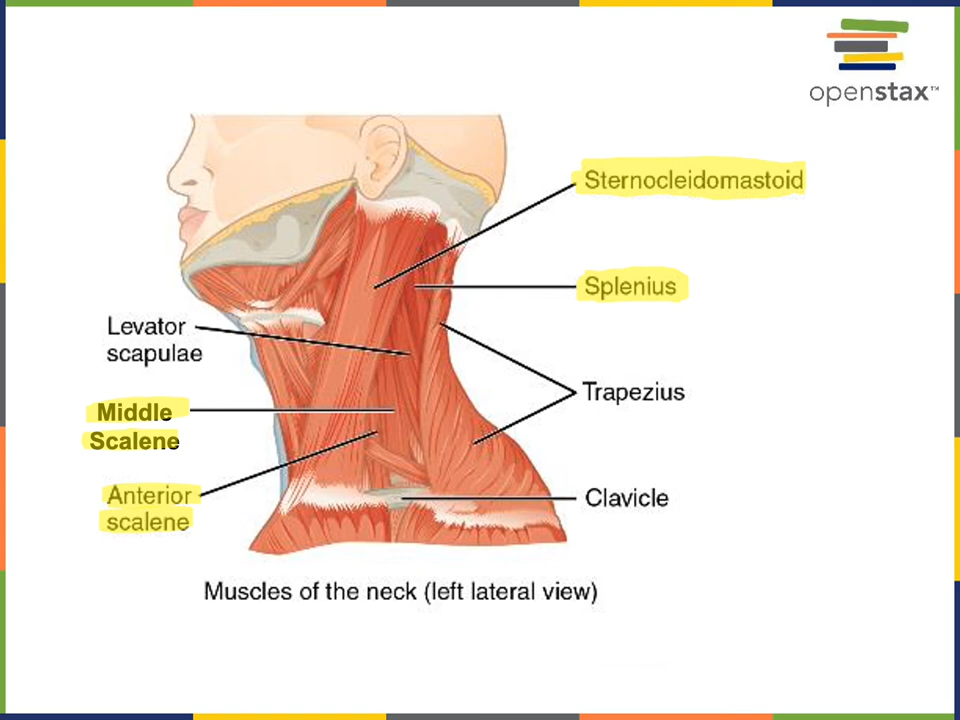 openstax™
Sternocleidomastoid
Splenius
Levator
scapulae
Trapezius
Middle
Scalene
Anterior
scalene
Clavicle
Muscles of the neck (left lateral view)